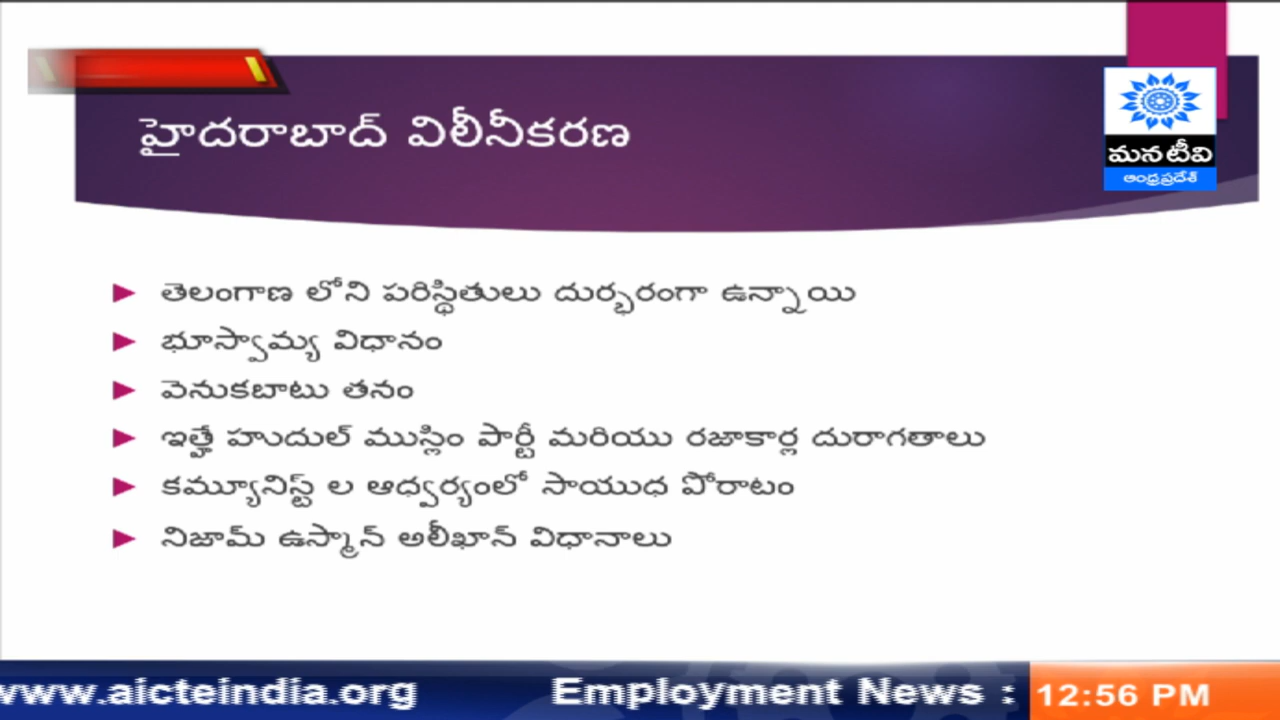 హైదరాబాద్ విలీనీకరణ
మన టీవి
ఆంధ్రప్రదేశ్
తెలంగాణ లోని పరిస్థితులు దుర్భరంగా ఉన్నాయి
భూస్వామ్య విధానం
వెనుకబాటు తనం
ఇత్తే హుదుల్ ముస్లిం పార్టీ మరియు రజాకార్ల దురాగతాలు
కమ్యూనిస్ట్ ల ఆధ్వర్యంలో సాయుధ పోరాటం
నిజామ్ ఉస్మాన్ అలీఖాన్ విధానాలు
www.aicteindia.org Employment News : 12:56 PM